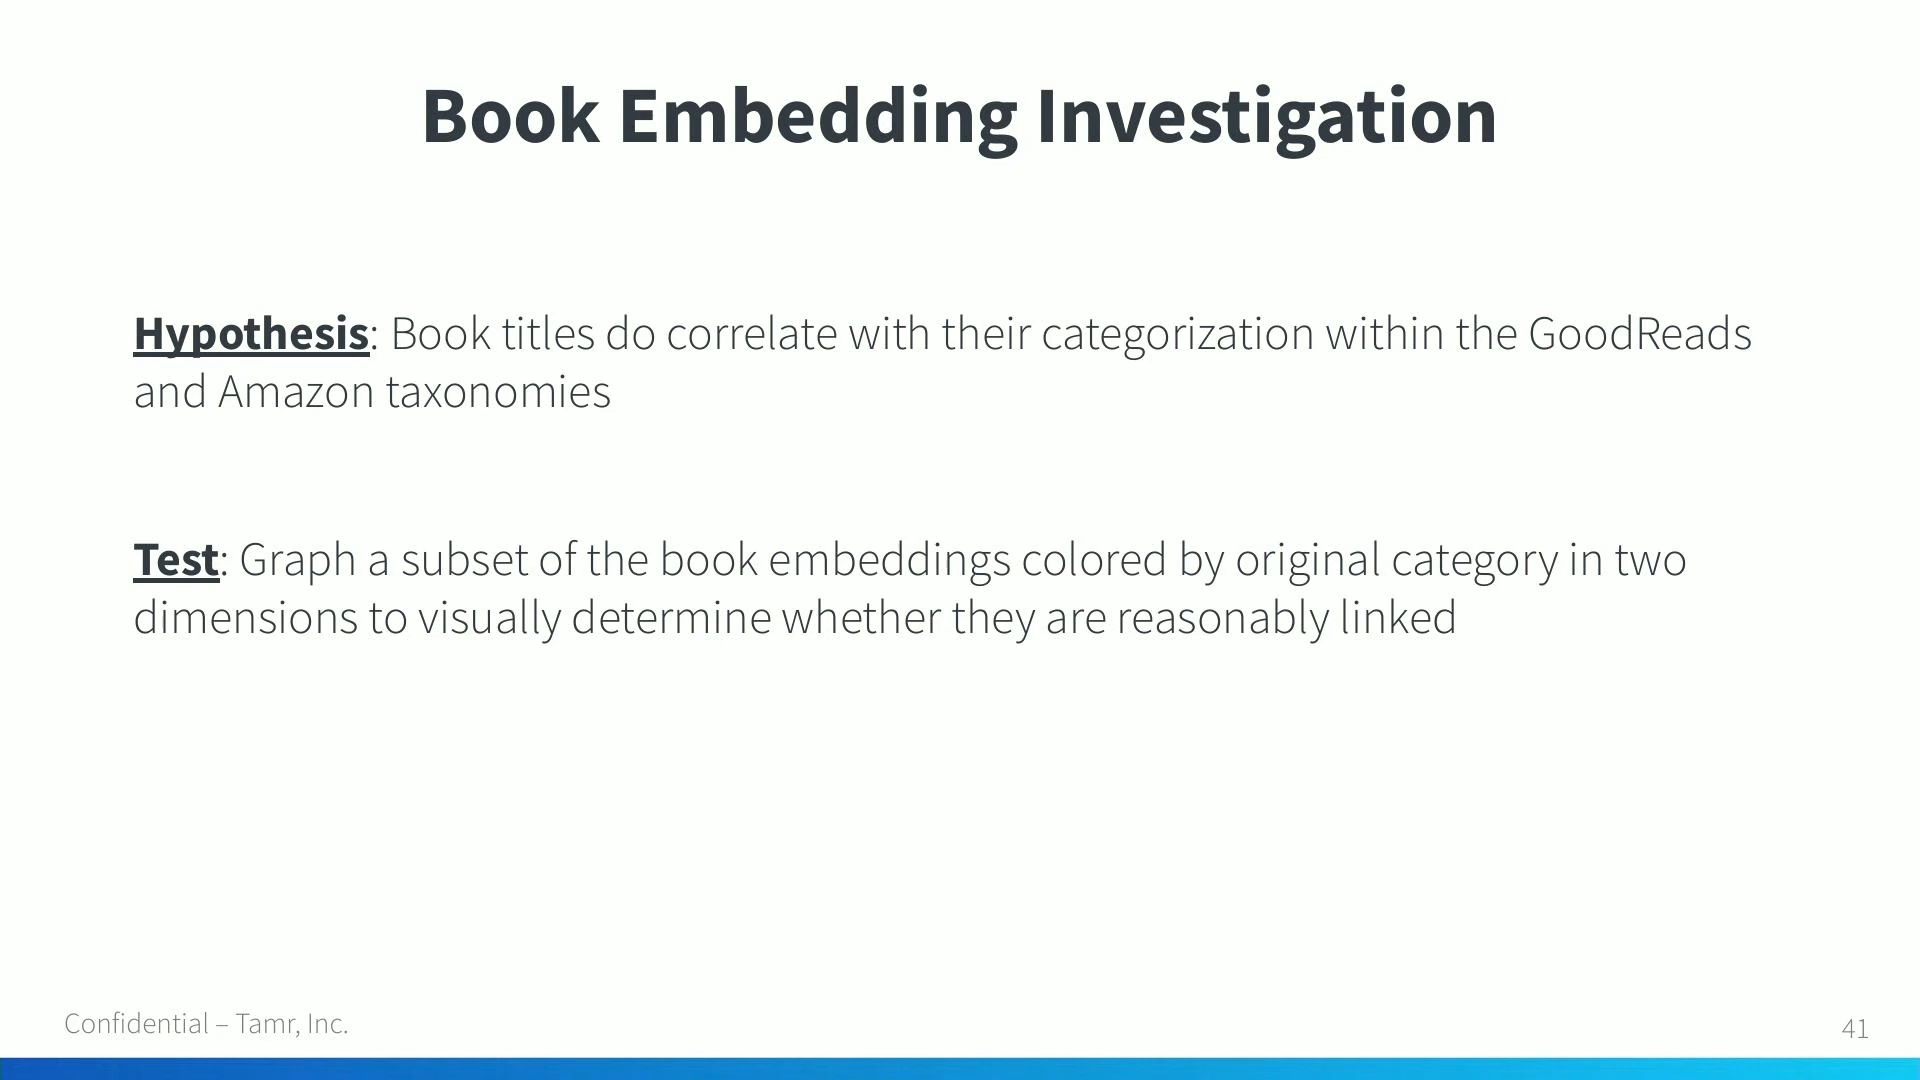 Book Embedding Investigation
Hypothesis: Book titles do correlate with their categorization within the GoodReads
and Amazon taxonomies
Test: Graph a subset of the book embeddings colored by original category in two
dimensions to visually determine whether they are reasonably linked
Confidential – Tamr, Inc.
41